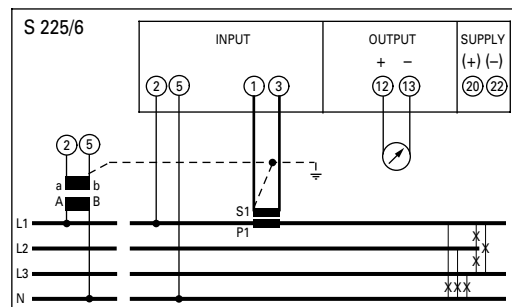 S 225/6
INPUT
OUTPUT
SUPPLY
+ −
(+) (−)
2 5 1 3 12 13 20 22
2 5
a b
A B
S1
P1
L1
L2
L3
N